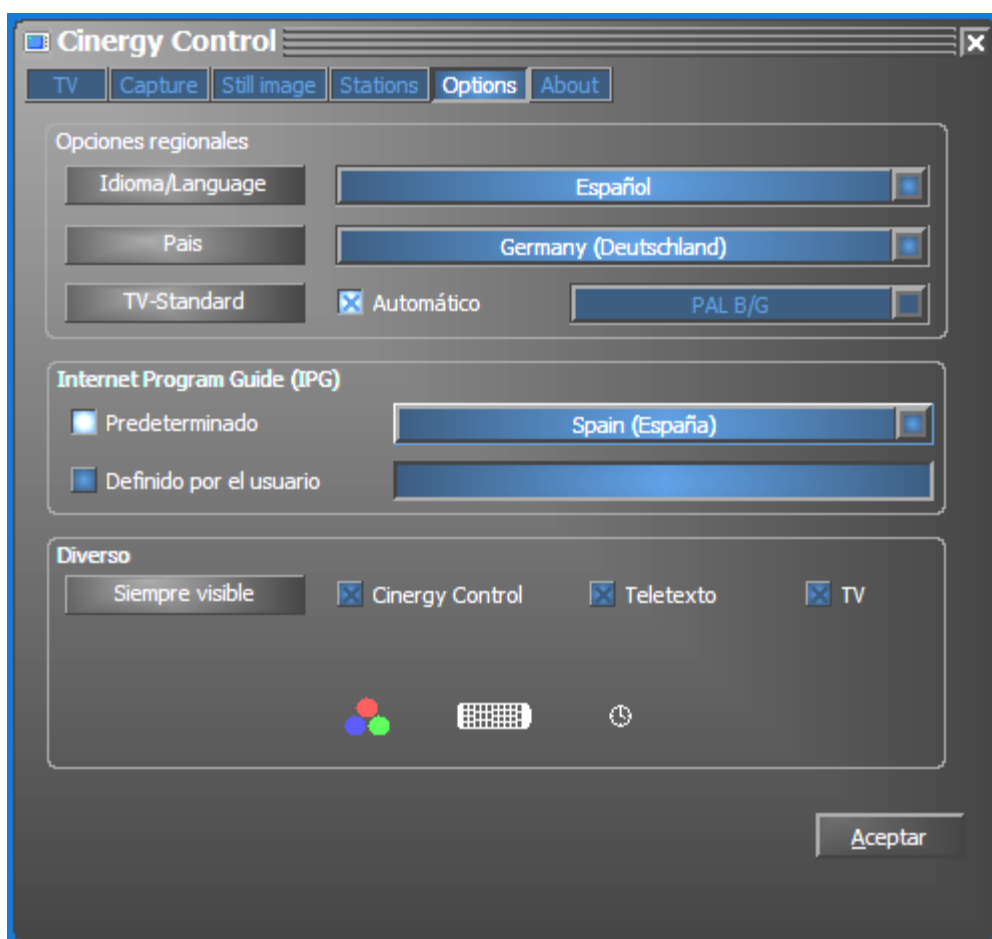 Cinergy Control
TV Capture Still image Stations Options About
Opciones regionales
Idioma/Language Español
Pais Germany (Deutschland)
TV-Standard Automático PAL B/G
Internet Program Guide (IPG)
Predeterminado Spain (España)
Definido por el usuario
Diverso
Siempre visible Cinergy Control Teletexto TV
Aceptar